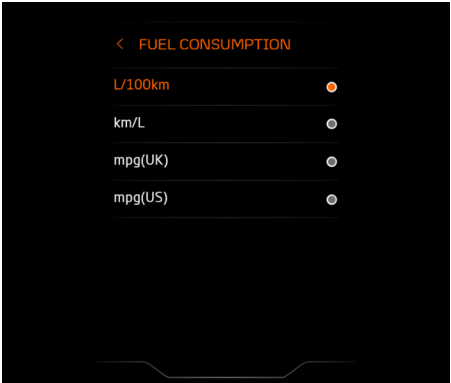 FUEL CONSUMPTION
L/100km
km/L
mpg(UK)
mpg(US)